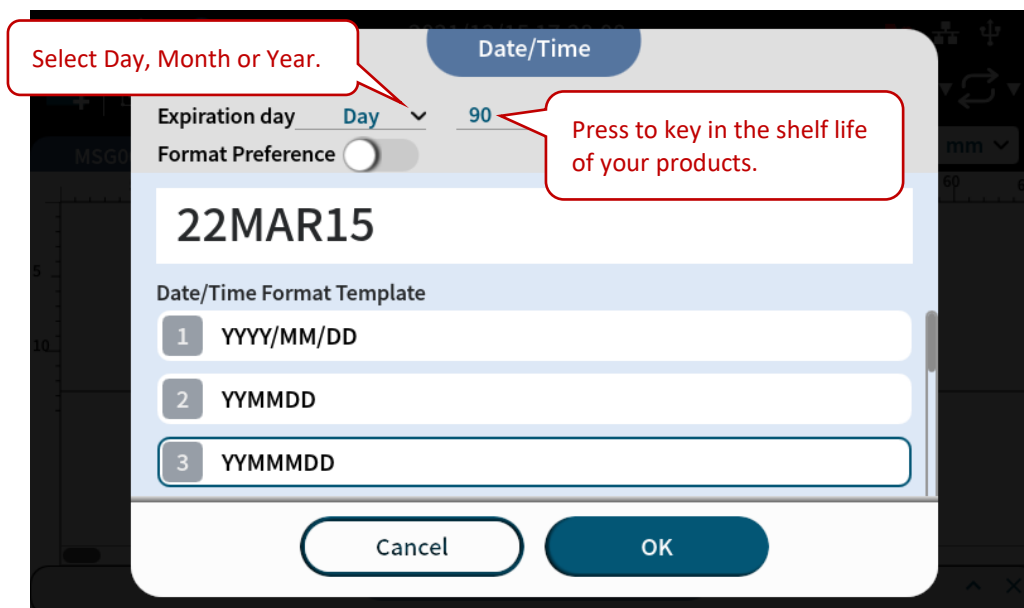 Select Day, Month or Year.
Date/Time
Expiration day Day 90
Press to key in the shelf life
of your products.
Format Preference
MSG0
mm
60
22MAR15
5
Date/Time Format Template
1 YYYY/MM/DD
10
2 YYMMDD
3 YYMMMDD
Cancel OK